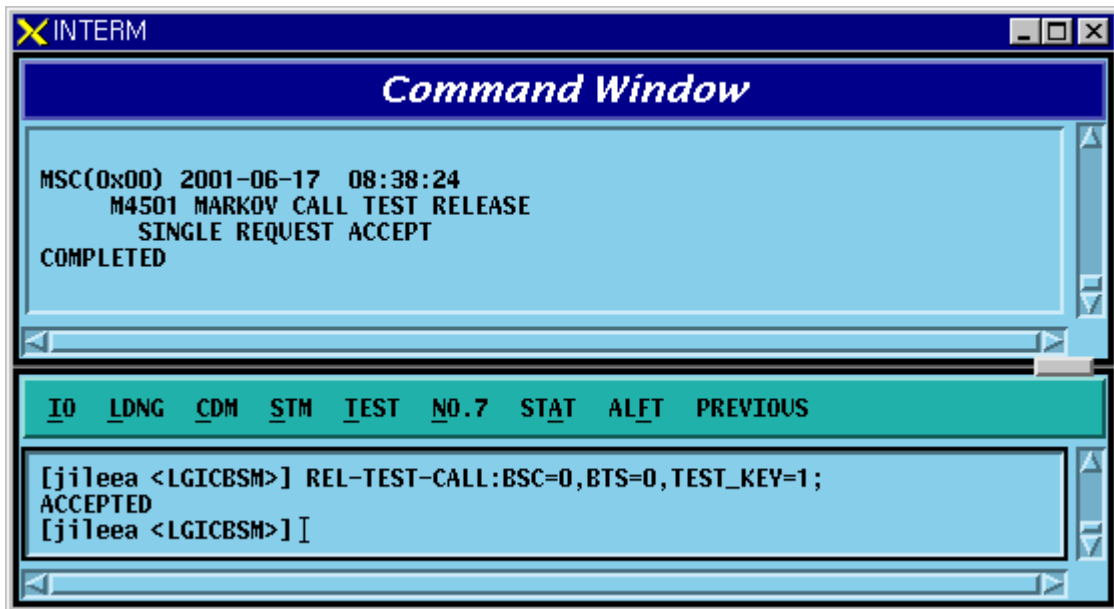 INTERM
Command Window
MSC(0x00) 2001-06-17 08:38:24
M4501 MARKOV CALL TEST RELEASE
SINGLE REQUEST ACCEPT
COMPLETED
IO LDNG CDM STM TEST NO.7 STAT ALFT PREVIOUS
[jileea <LGICBSM>] REL-TEST-CALL:BSC=0,BTS=0,TEST_KEY=1;
ACCEPTED
[jileea <LGICBSM>]